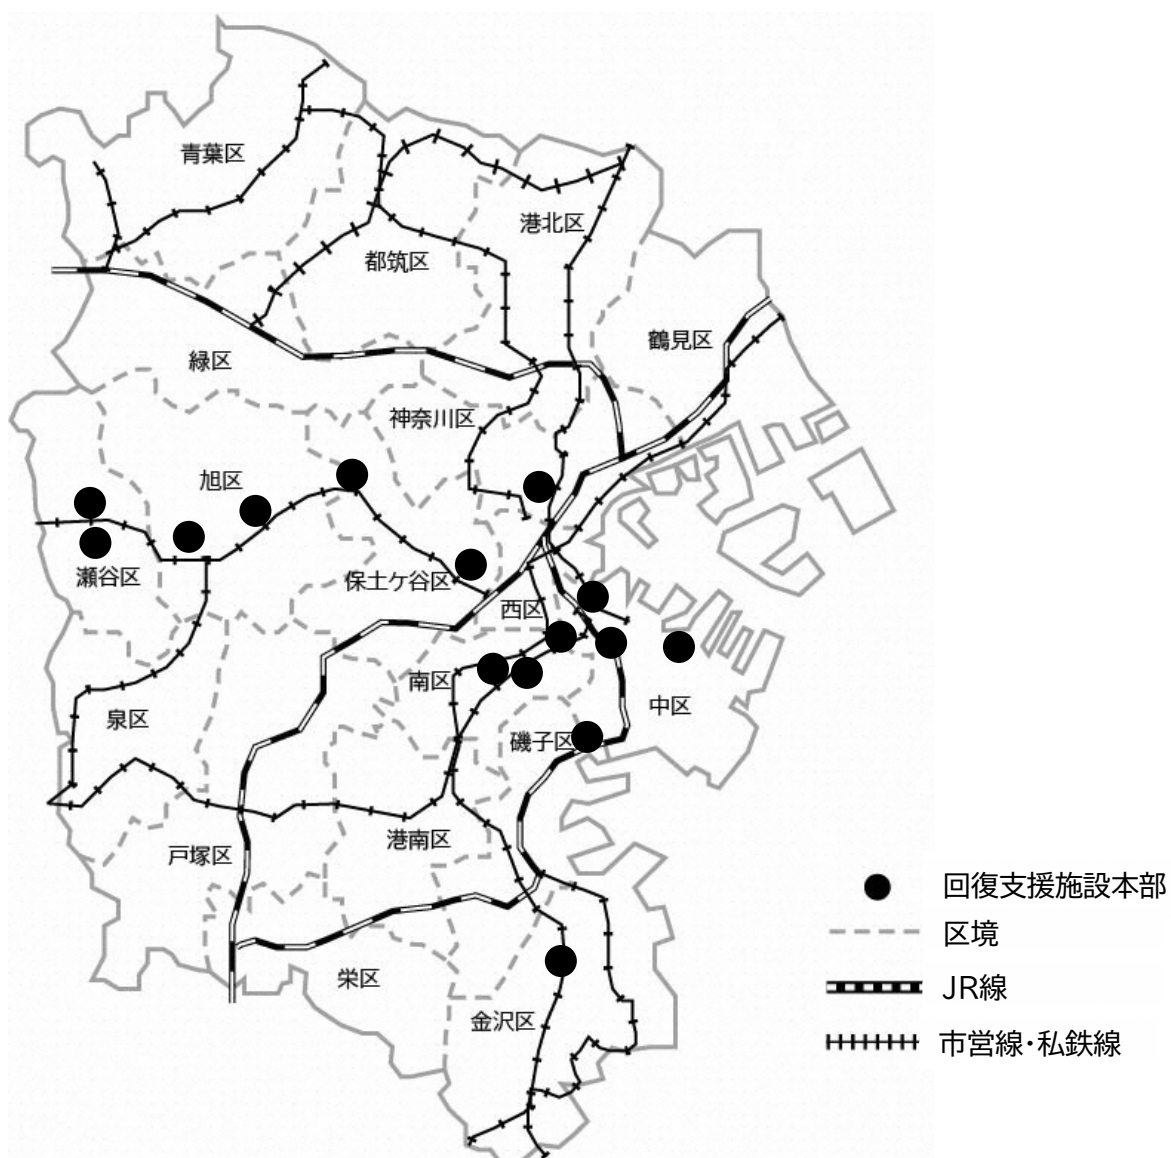 青葉区
港北区
都筑区
鶴見区
緑区
神奈川区
旭区
瀬谷区
保土ケ谷区
西区
南区
中区
泉区
磯子区
港南区
戸塚区
栄区
金沢区
回復支援施設本部
区境
JR線
市営線・私鉄線